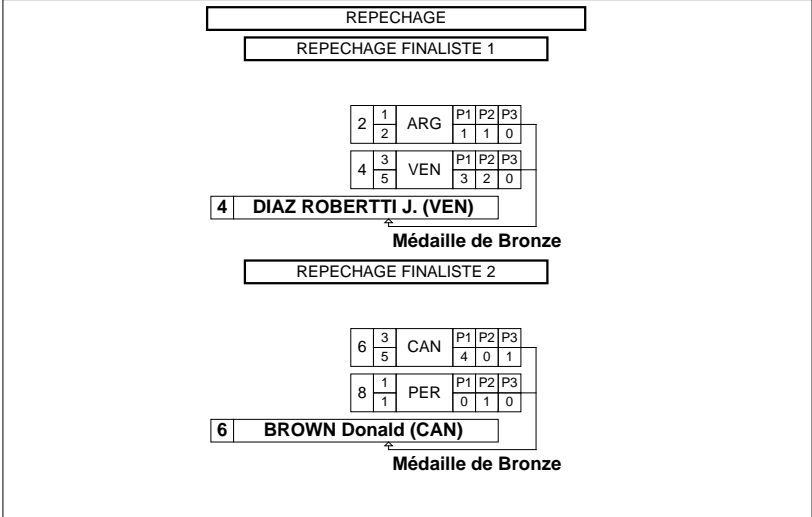 REPECHAGE
REPECHAGE FINALISTE 1
2 1 ARG P1 P2 P3
2 1 1 0
4 3 VEN P1 P2 P3
5 3 2 0
4 DIAZ ROBERTTI J. (VEN)
Médaille de Bronze
REPECHAGE FINALISTE 2
6 3 CAN P1 P2 P3
5 4 0 1
8 1 PER P1 P2 P3
1 0 1 0
6 BROWN Donald (CAN)
Médaille de Bronze